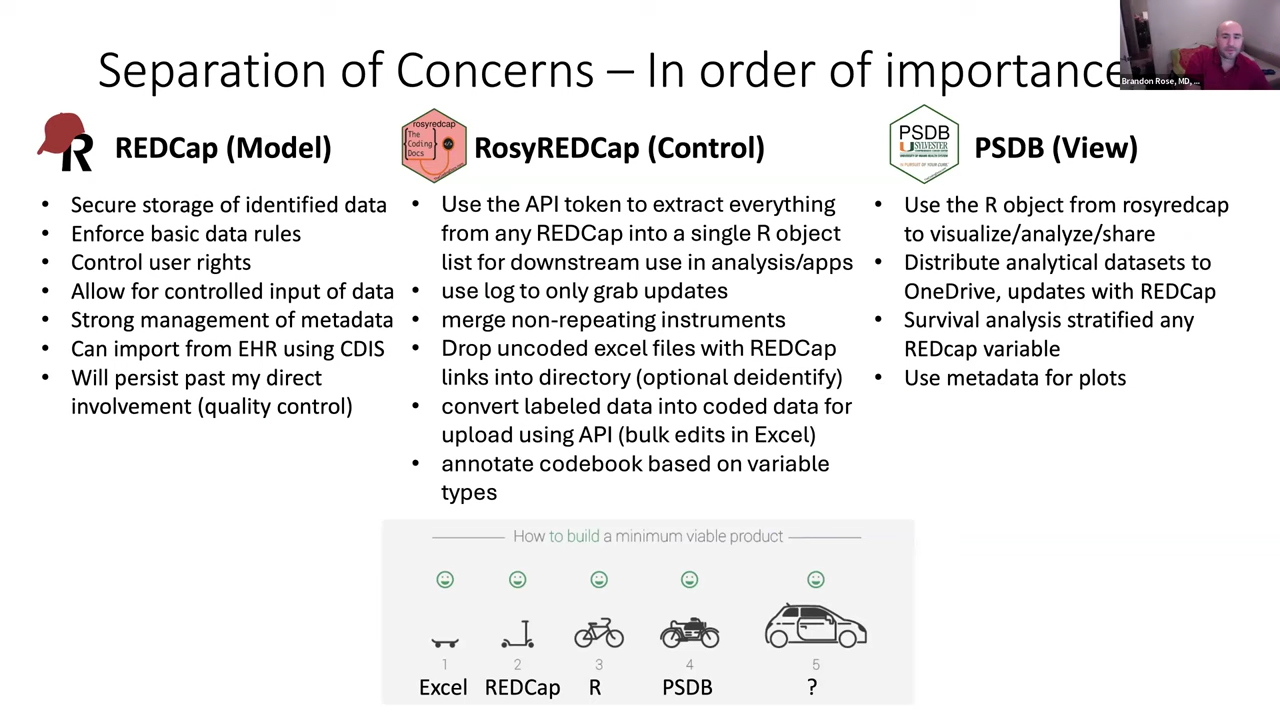 Separation of Concerns – In order of importance
Brandon Rose, MD, ...
R
REDCap (Model)
Secure storage of identified data
Enforce basic data rules
Control user rights
Allow for controlled input of data
Strong management of metadata
Can import from EHR using CDIS
Will persist past my direct
involvement (quality control)
rosyredcap
The
Coding
Docs
RosyREDCap (Control)
Use the API token to extract everything
from any REDCap into a single R object
list for downstream use in analysis/apps
use log to only grab updates
merge non-repeating instruments
Drop uncoded excel files with REDCap
links into directory (optional deidentify)
convert labeled data into coded data for
upload using API (bulk edits in Excel)
annotate codebook based on variable
types
PSDB
SYLVESTER
PSDB (View)
Use the R object from rosyredcap
to visualize/analyze/share
Distribute analytical datasets to
OneDrive, updates with REDCap
Survival analysis stratified any
REDcap variable
Use metadata for plots
How to build a minimum viable product
1 2 3 4 5
Excel REDCap R PSDB ?